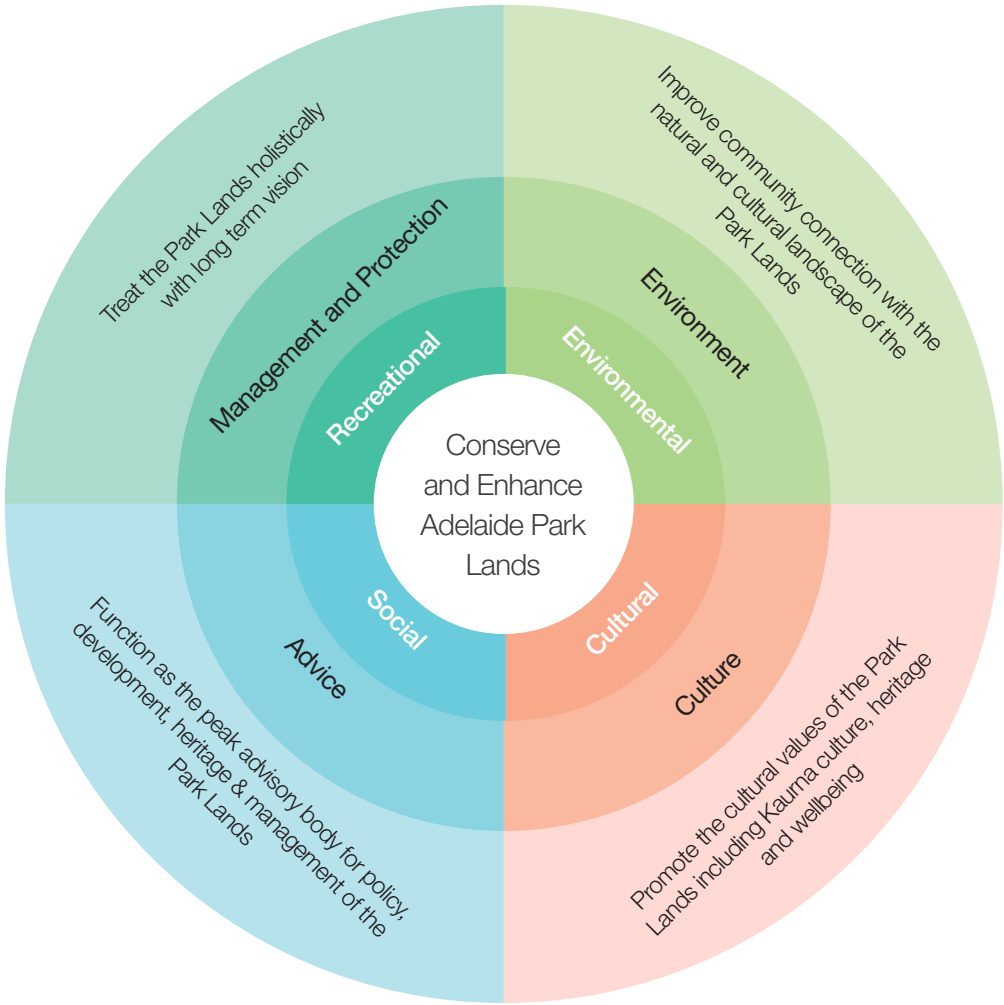 Treat the Park Lands holistically
with long term vision
Management and Protection
Recreational
Improve community connection with the
natural and cultural landscape of the
Park Lands
Environment
Environmental
Conserve
and Enhance
Adelaide Park
Lands
Social
Advice
Function as the peak advisory body for policy,
development, heritage & management of the
Park Lands
Cultural
Culture
Promote the cultural values of the Park
Lands including Kaurna culture, heritage
and wellbeing